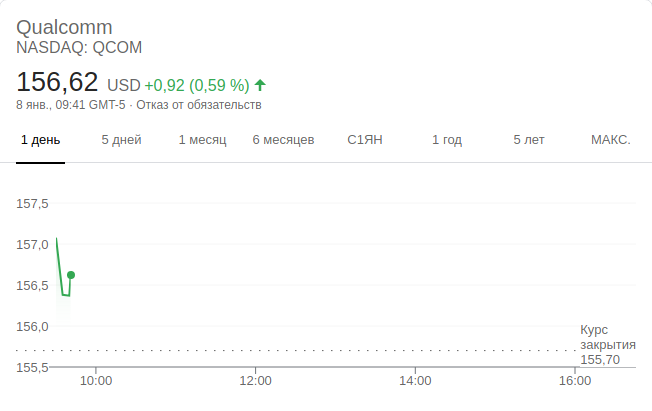 Qualcomm
NASDAQ: QCOM
156,62 USD +0,92 (0,59 %)
8 янв., 09:41 GMT-5 · Отказ от обязательств
1 день 5 дней 1 месяц 6 месяцев С1ЯН 1 год 5 лет МАКС.
157,5
157,0
156,5
156,0
Курс
закрытия
155,70
155,5
10:00 12:00 14:00 16:00